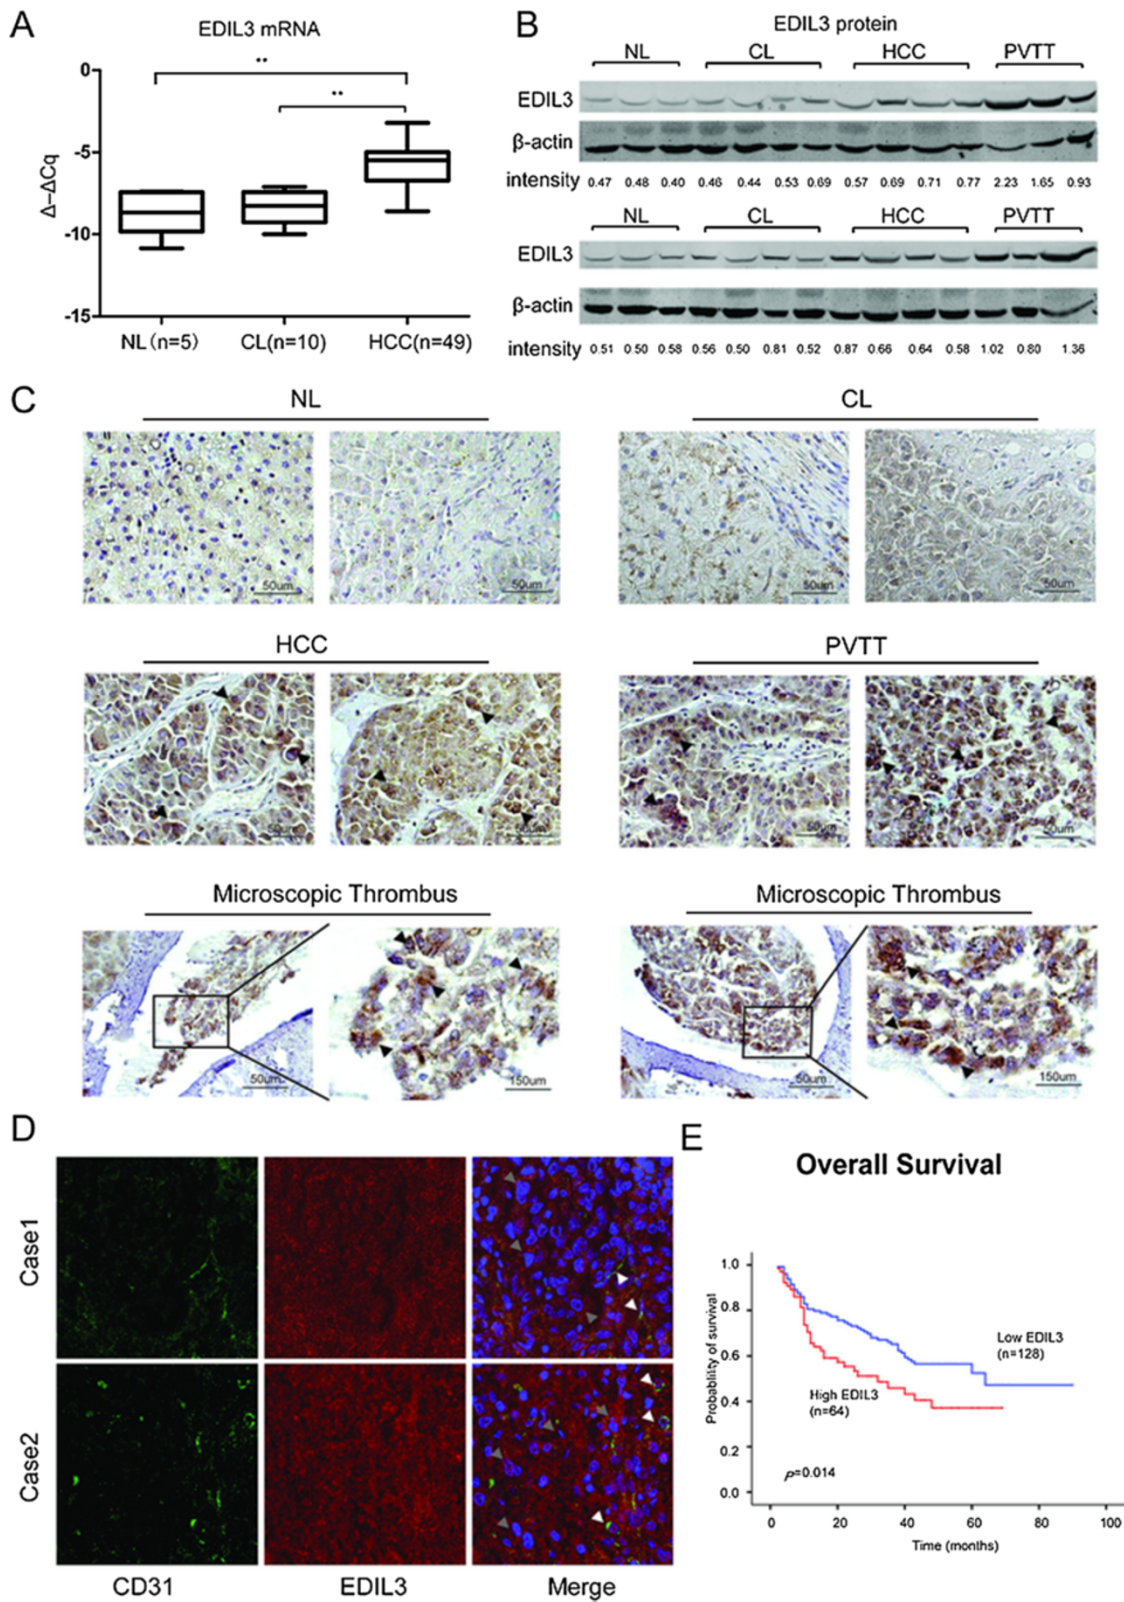 A
EDIL3 mRNA
**
**
0
-5
-10
-15
Δ−ΔCq
NL(n=5) CL(n=10) HCC(n=49)
B
EDIL3 protein
NL CL HCC PVTT
EDIL3
β-actin
intensity 0.47 0.48 0.40 0.46 0.44 0.53 0.69 0.57 0.69 0.71 0.77 2.23 1.65 0.93
NL CL HCC PVTT
EDIL3
β-actin
intensity 0.51 0.50 0.58 0.56 0.50 0.81 0.52 0.87 0.66 0.64 0.58 1.02 0.80 1.36
C
NL CL
50um 50um 50um 50um
HCC PVTT
50um 50um 50um 50um
Microscopic Thrombus Microscopic Thrombus
50um 150um 50um 150um
D
Case1
Case2
CD31 EDIL3 Merge
E
Overall Survival
Probability of survival
1.0
0.8
0.6
0.4
0.2
0.0
Low EDIL3
(n=128)
High EDIL3
(n=64)
P=0.014
0 20 40 60 80 100
Time (months)